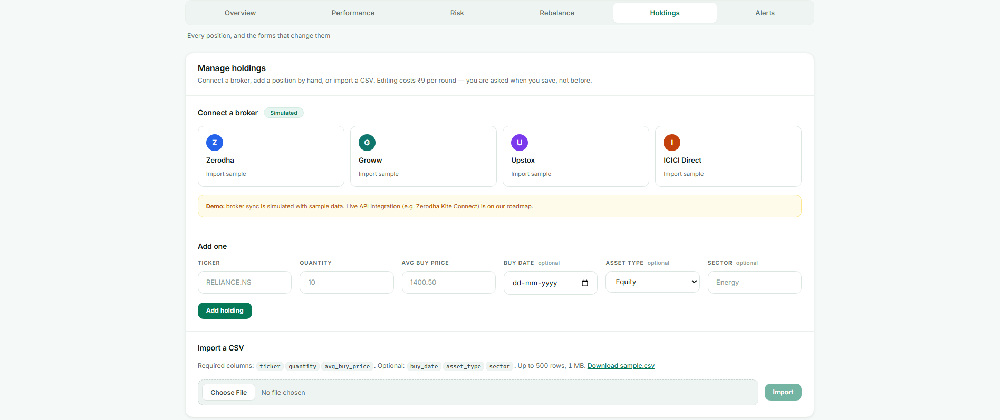 Overview Performance Risk Rebalance Holdings Alerts
Every position, and the forms that change them
Manage holdings
Connect a broker, add a position by hand, or import a CSV. Editing costs ₹9 per round — you are asked when you save, not before.
Connect a broker Simulated
Z G U I
Zerodha Groww Upstox ICICI Direct
Import sample Import sample Import sample Import sample
Demo: broker sync is simulated with sample data. Live API integration (e.g. Zerodha Kite Connect) is on our roadmap.
Add one
TICKER QUANTITY AVG BUY PRICE BUY DATE optional ASSET TYPE optional SECTOR optional
RELIANCE.NS 10 1400.50 dd-mm-yyyy Equity Energy
Add holding
Import a CSV
Required columns: ticker quantity avg_buy_price . Optional: buy_date asset_type sector . Up to 500 rows, 1 MB. Download sample.csv
Choose File No file chosen Import